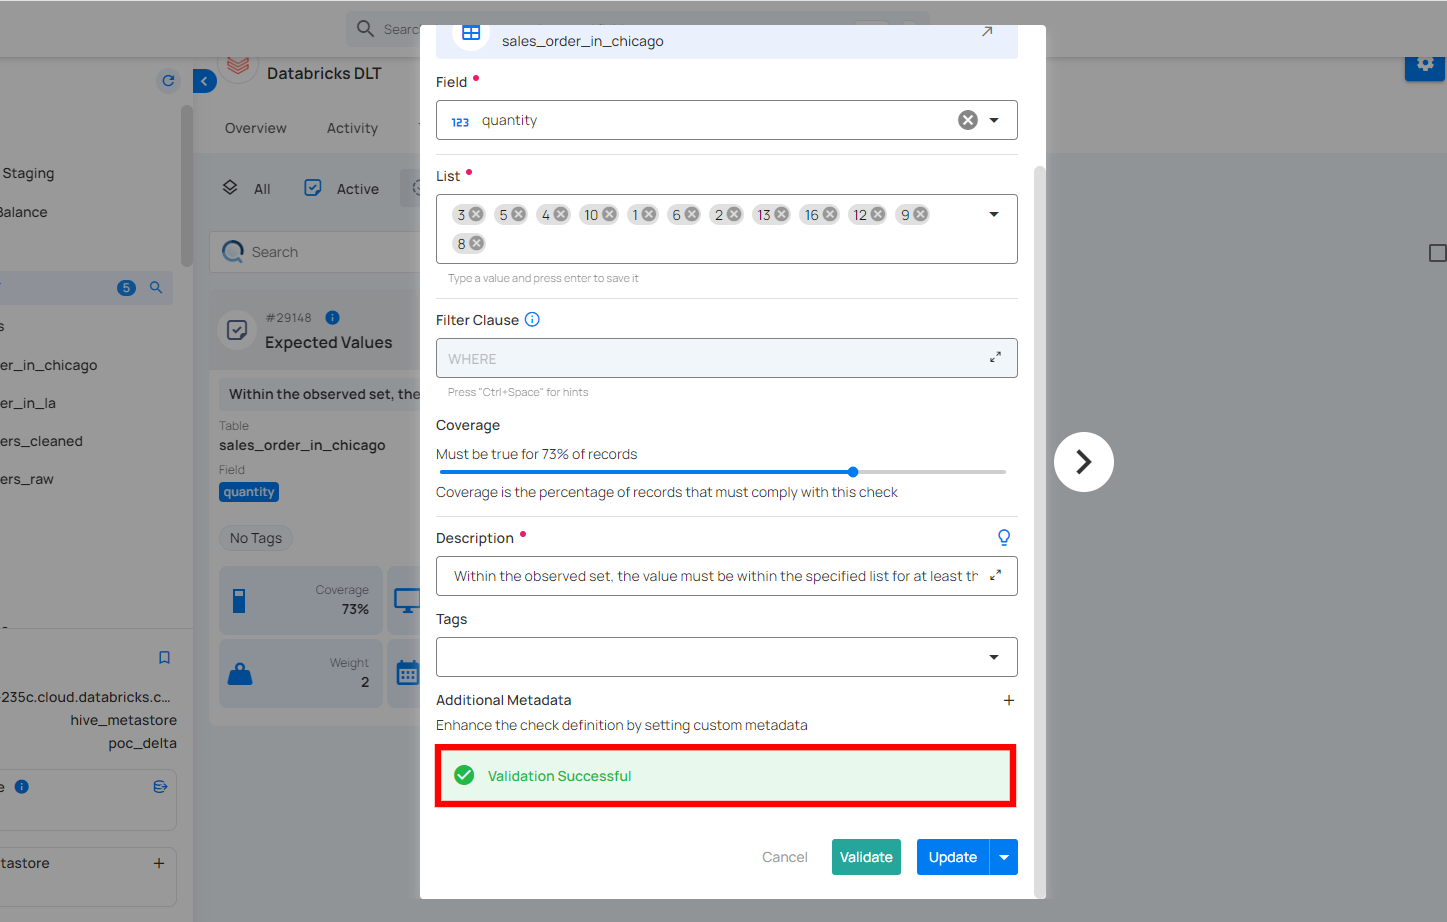 Searc
sales_order_in_chicago
Databricks DLT
Field
123 quantity
Overview
Activity
List
Staging
Balance
All
Active
3 5 4 10 1 6 2 13 16 12 9
8
Search
Type a value and press enter to save it
5
#29148
Expected Values
Filter Clause
WHERE
Press "Ctrl+Space" for hints
s
er_in_chicago
er_in_la
ers_cleaned
ers_raw
Within the observed set, the
Table
sales_order_in_chicago
Field
quantity
No Tags
Coverage
73%
Weight
2
Coverage
Must be true for 73% of records
Coverage is the percentage of records that must comply with this check
Description
Within the observed set, the value must be within the specified list for at least th
Tags
Additional Metadata
Enhance the check definition by setting custom metadata
Validation Successful
Cancel
Validate
Update
-235c.cloud.databricks.c...
hive_metastore
poc_delta
e
tastore